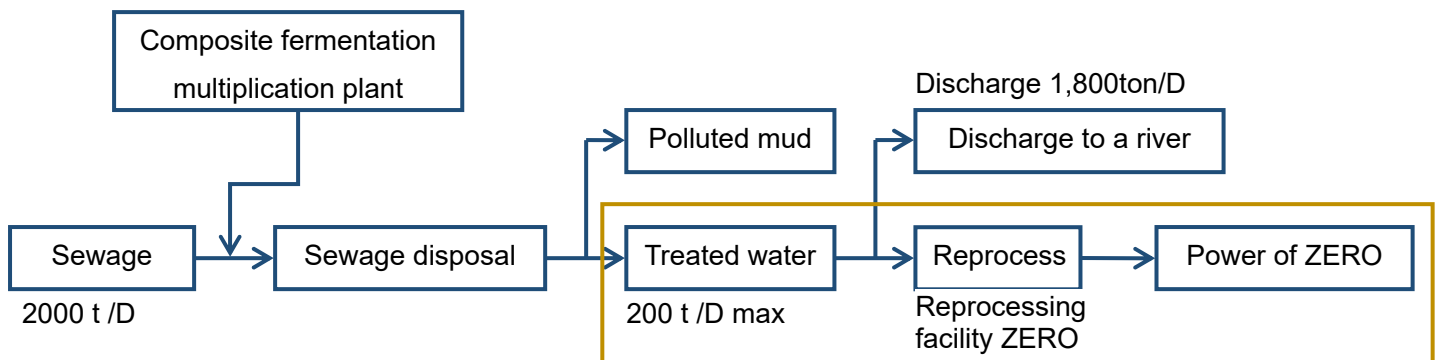 Composite fermentation
multiplication plant
Discharge 1,800ton/D
Polluted mud
Discharge to a river
Sewage
Sewage disposal
Treated water
Reprocess
Power of ZERO
2000 t /D
200 t /D max
Reprocessing
facility ZERO